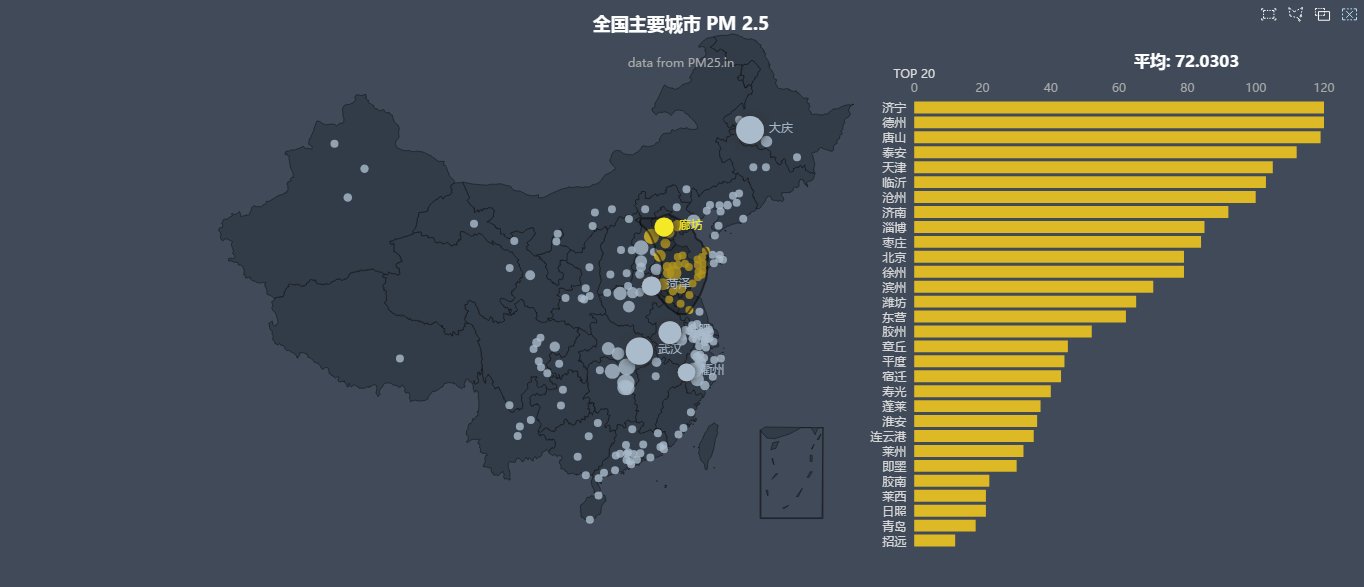 全国主要城市 PM 2.5
data from PM25.in
平均: 72.0303
TOP 20
0 20 40 60 80 100 120
济宁
德州
唐山
泰安
天津
临沂
沧州
济南
淄博
枣庄
北京
徐州
滨州
潍坊
东营
胶州
章丘
平度
宿迁
寿光
蓬莱
淮安
连云港
莱州
即墨
胶南
莱西
日照
青岛
招远
大庆
廊坊
菏泽
武汉
衢州